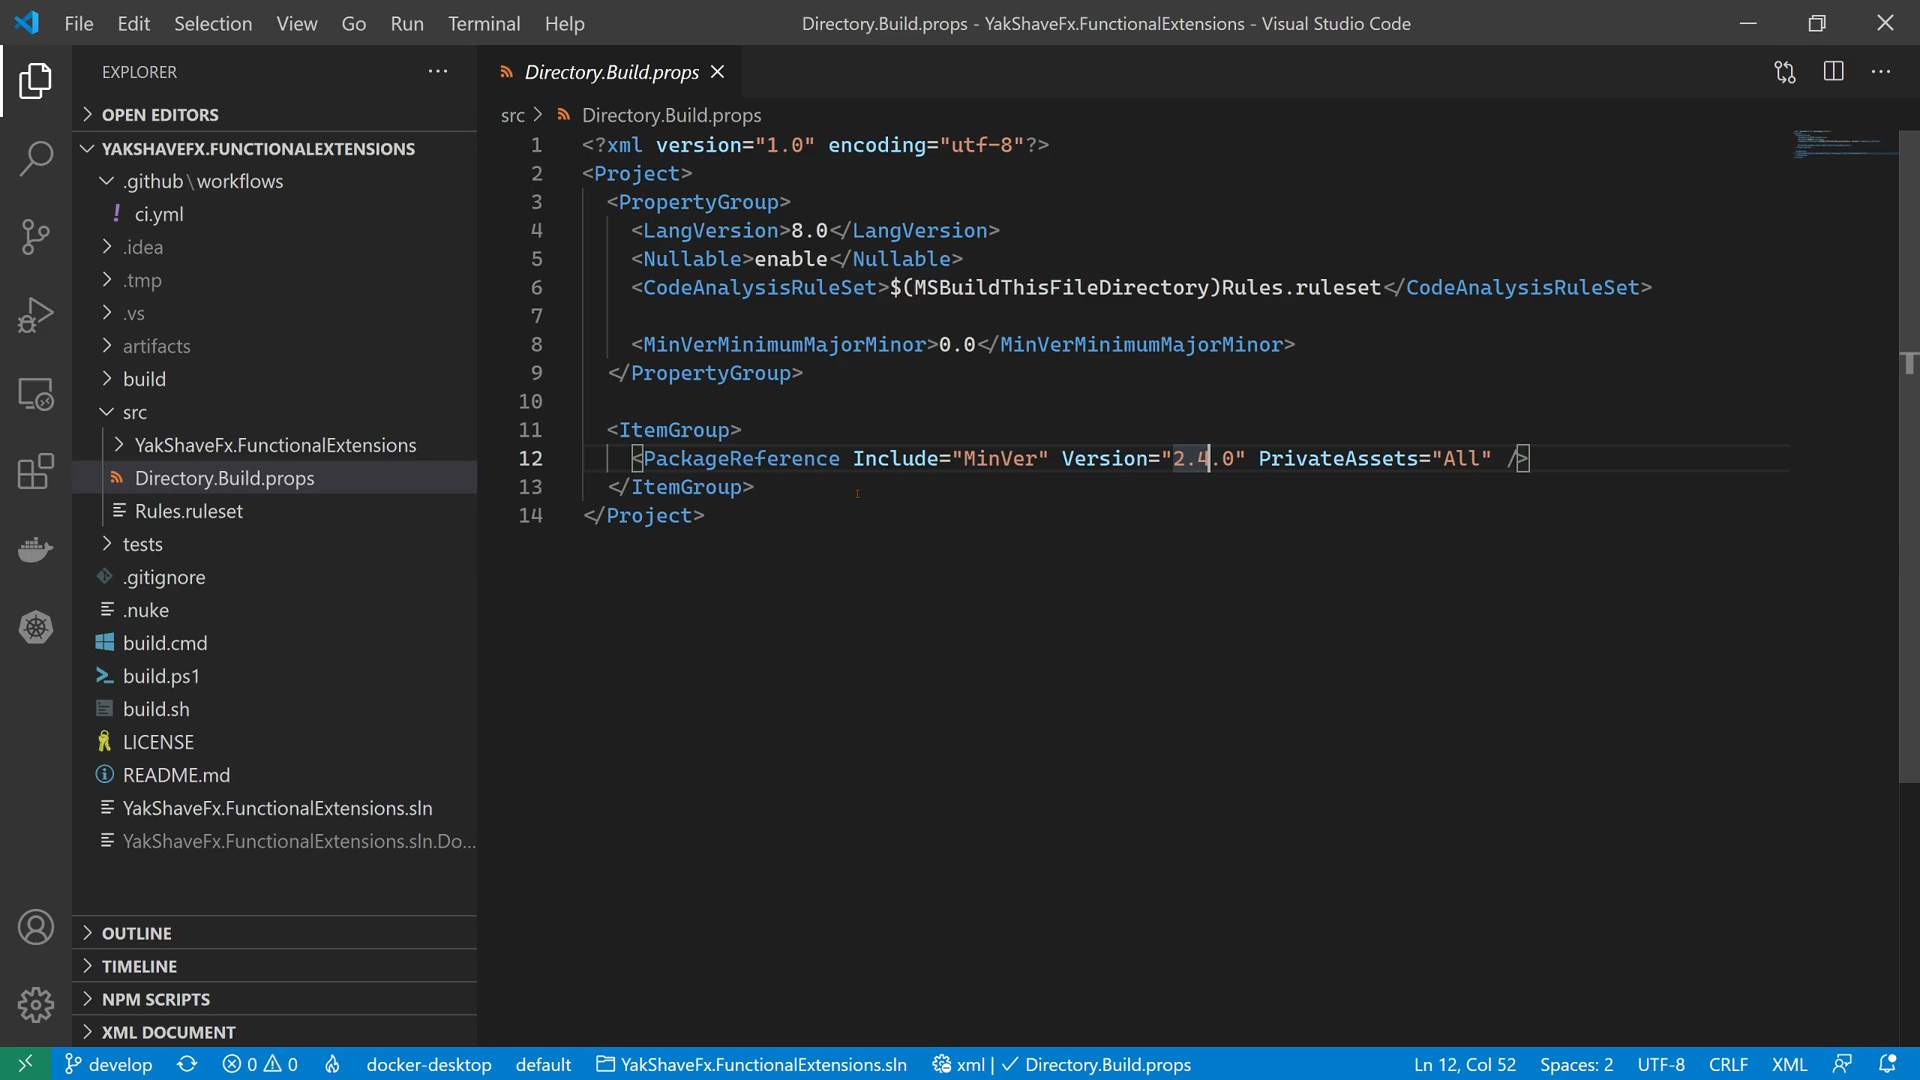 File Edit Selection View Go Run Terminal Help
Directory.Build.props - YakShaveFx.FunctionalExtensions - Visual Studio Code
EXPLORER
OPEN EDITORS
YAKSHAVEFX.FUNCTIONALEXTENSIONS
.github\workflows
ci.yml
.idea
.tmp
.vs
artifacts
build
src
YakShaveFx.FunctionalExtensions
Directory.Build.props
Rules.ruleset
tests
.gitignore
.nuke
build.cmd
build.ps1
build.sh
LICENSE
README.md
YakShaveFx.FunctionalExtensions.sln
YakShaveFx.FunctionalExtensions.sln.Do...
OUTLINE
TIMELINE
NPM SCRIPTS
XML DOCUMENT
Directory.Build.props
src > Directory.Build.props
1 <?xml version="1.0" encoding="utf-8"?>
2 <Project>
3 <PropertyGroup>
4 <LangVersion>8.0</LangVersion>
5 <Nullable>enable</Nullable>
6 <CodeAnalysisRuleSet>$(MSBuildThisFileDirectory)Rules.ruleset</CodeAnalysisRuleSet>
7
8 <MinVerMinimumMajorMinor>0.0</MinVerMinimumMajorMinor>
9 </PropertyGroup>
10
11 <ItemGroup>
12 <PackageReference Include="MinVer" Version="2.4.0" PrivateAssets="All" />
13 </ItemGroup>
14 </Project>
develop 0 0 docker-desktop default YakShaveFx.FunctionalExtensions.sln xml | ✓ Directory.Build.props Ln 12, Col 52 Spaces: 2 UTF-8 CRLF XML